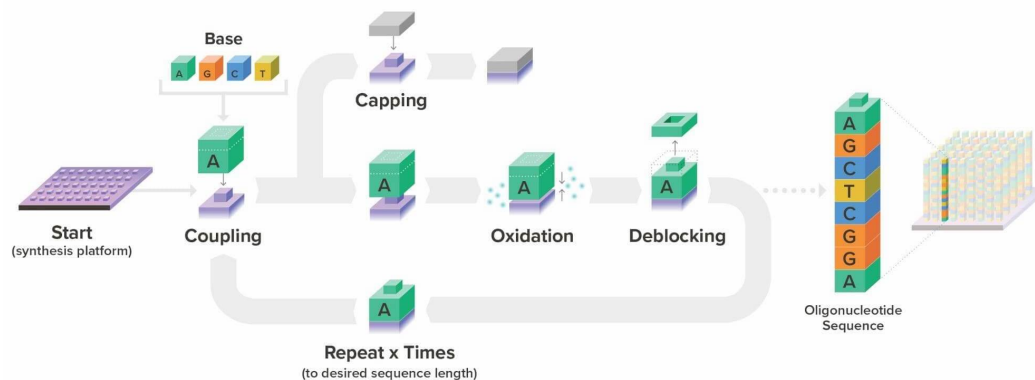 Base
A G C T
Capping
A
A
A
A
Start
(synthesis platform)
Coupling
Oxidation
Deblocking
A
Repeat x Times
(to desired sequence length)
A
G
C
T
C
G
G
A
Oligonucleotide
Sequence